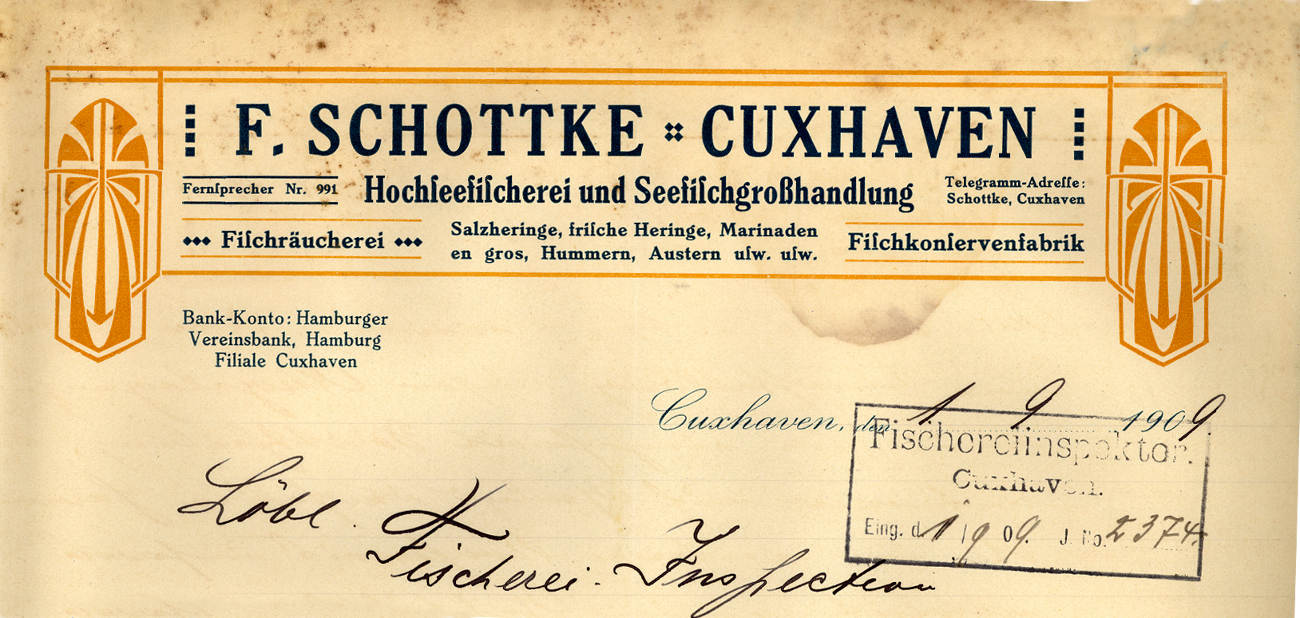 F. SCHOTTKE CUXHAVEN
Fernſprecher Nr. 991
Hochſeefiſcherei und Seefiſchgroßhandlung
Telegramm-Adreſſe:
Schottke, Cuxhaven
Fiſchräucherei
Salzheringe, friſche Heringe, Marinaden
en gros, Hummern, Auſtern uſw. uſw.
Fiſchkonſervenfabrik
Bank-Konto: Hamburger
Vereinsbank, Hamburg
Filiale Cuxhaven
Cuxhaven, den 1 9 1909
Fischereiinspektor.
Cuxhaven.
Eing. d. 1/9 09. J. No. 2374.
Löbl. Fischerei-Inspection